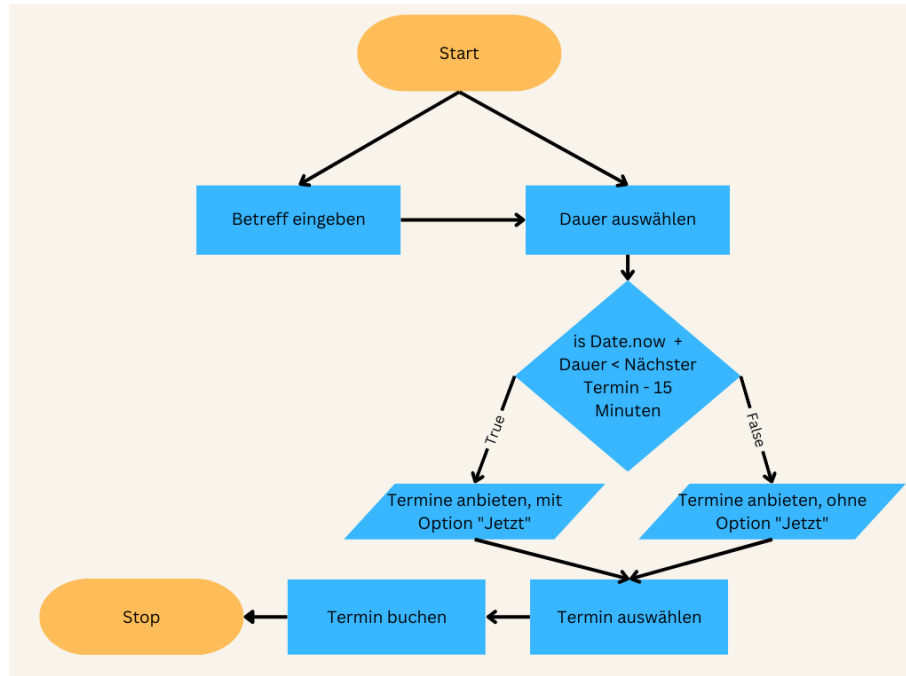 Start
Betreff eingeben
Dauer auswählen
is Date.now +
Dauer < Nächster
Termin - 15
Minuten
True
False
Termine anbieten, mit
Option "Jetzt"
Termine anbieten, ohne
Option "Jetzt"
Stop
Termin buchen
Termin auswählen